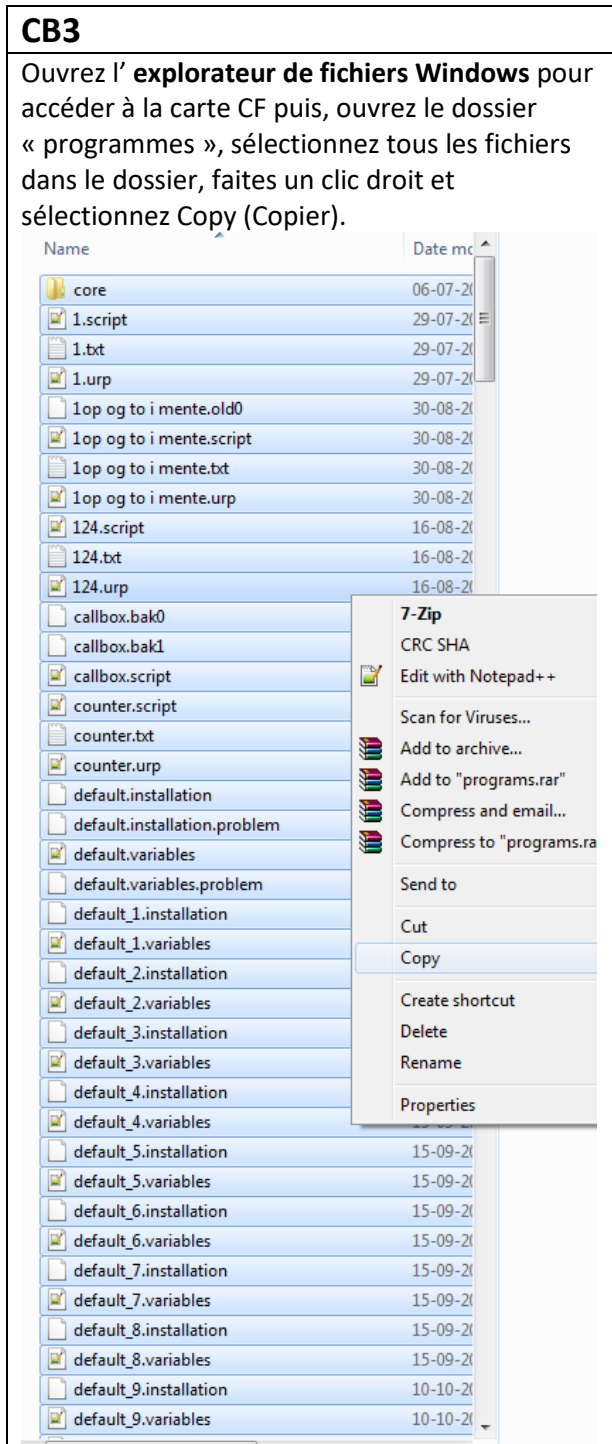 CB3
Ouvrez l’ explorateur de fichiers Windows pour
accéder à la carte CF puis, ouvrez le dossier
« programmes », sélectionnez tous les fichiers
dans le dossier, faites un clic droit et
sélectionnez Copy (Copier).
Name Date mo
core 06-07-20
1.script 29-07-20
1.txt 29-07-20
1.urp 29-07-20
1op og to i mente.old0 30-08-20
1op og to i mente.script 30-08-20
1op og to i mente.txt 30-08-20
1op og to i mente.urp 30-08-20
124.script 16-08-20
124.txt 16-08-20
124.urp 16-08-20
callbox.bak0
callbox.bak1
callbox.script
counter.script
counter.txt
counter.urp
default.installation
default.installation.problem
default.variables
default.variables.problem
default_1.installation
default_1.variables
default_2.installation
default_2.variables
default_3.installation
default_3.variables
default_4.installation
default_4.variables
default_5.installation 15-09-20
default_5.variables 15-09-20
default_6.installation 15-09-20
default_6.variables 15-09-20
default_7.installation 15-09-20
default_7.variables 15-09-20
default_8.installation 15-09-20
default_8.variables 15-09-20
default_9.installation 10-10-20
default_9.variables 10-10-20
7-Zip
CRC SHA
Edit with Notepad++
Scan for Viruses...
Add to archive...
Add to "programs.rar"
Compress and email...
Compress to "programs.ra
Send to
Cut
Copy
Create shortcut
Delete
Rename
Properties